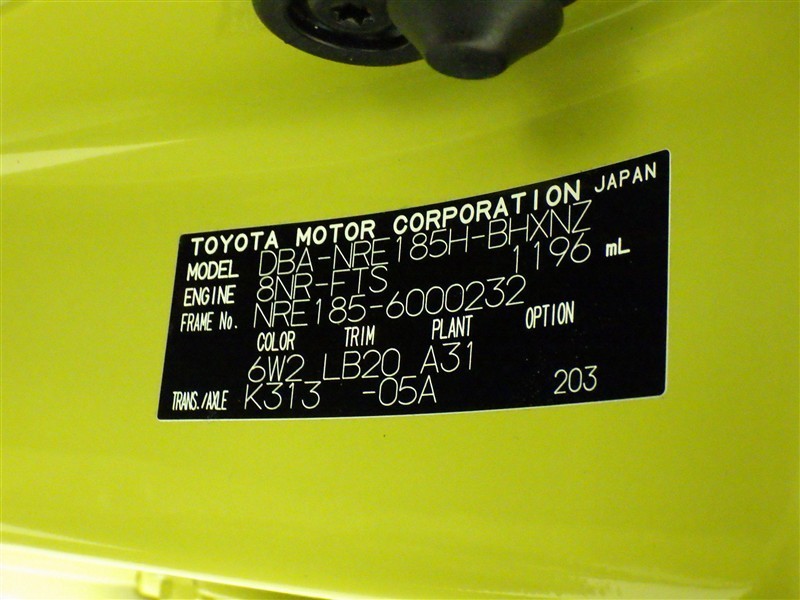 TOYOTA MOTOR CORPORATION JAPAN
MODEL DBA-NRE185H-BHXNZ
ENGINE 8NR-FTS 1196 mL
FRAME No. NRE185-6000232
COLOR TRIM PLANT OPTION
6W2 LB20 A31
TRANS./AXLE K313 -05A 203